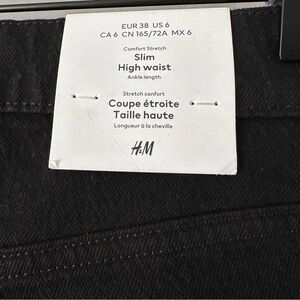 EUR 38 US 6
CA 6 CN 165/72A MX 6
Comfort Stretch
Slim
High waist
Ankle length
Stretch confort
Coupe étroite
Taille haute
Longueur à la cheville
H&M